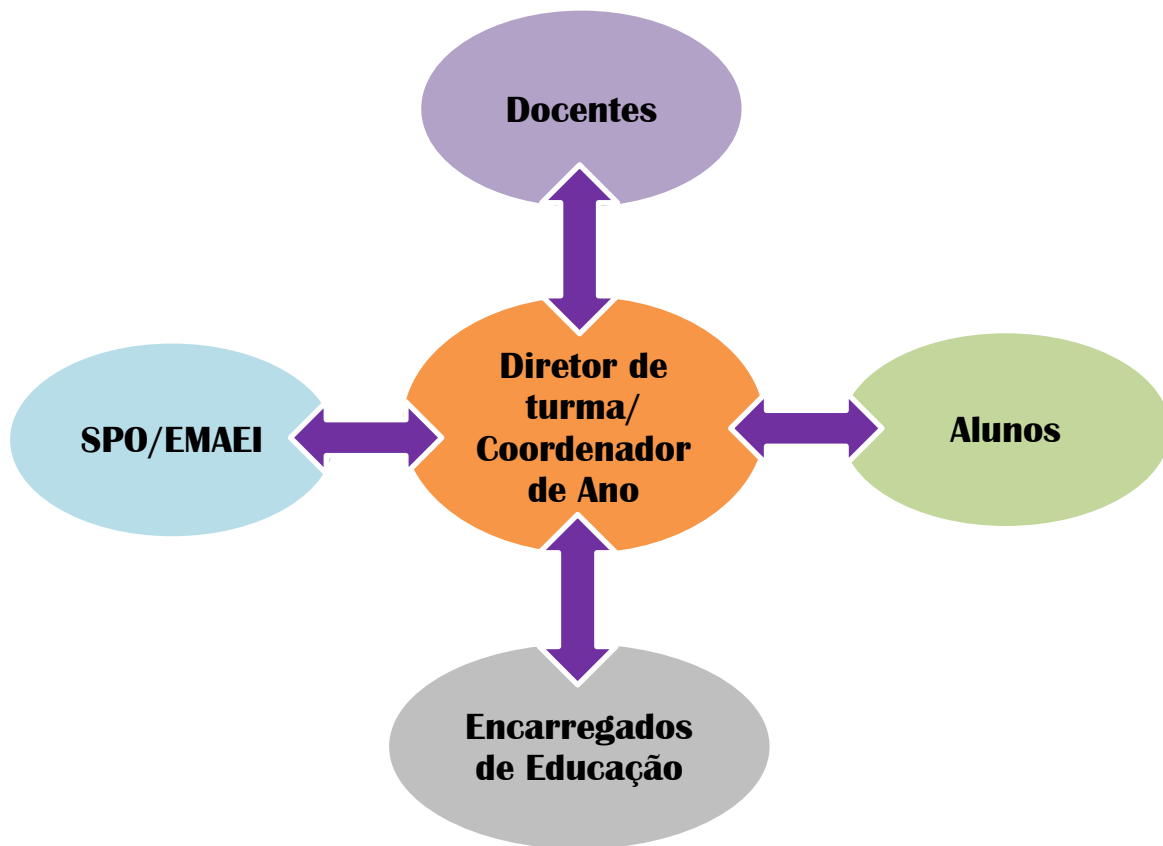 Docentes
Diretor de
turma/
Coordenador
de Ano
SPO/EMAEI
Alunos
Encarregados
de Educação